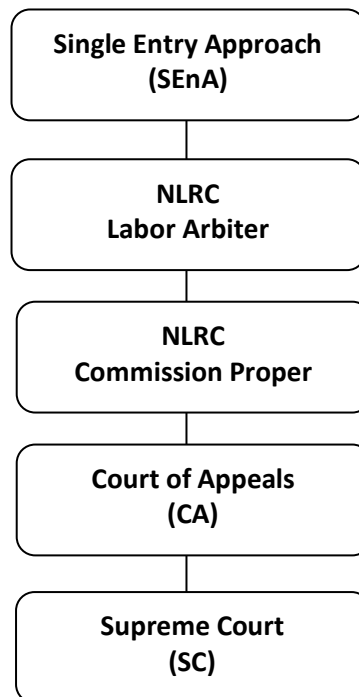 Single Entry Approach
(SEnA)
NLRC
Labor Arbiter
NLRC
Commission Proper
Court of Appeals
(CA)
Supreme Court
(SC)